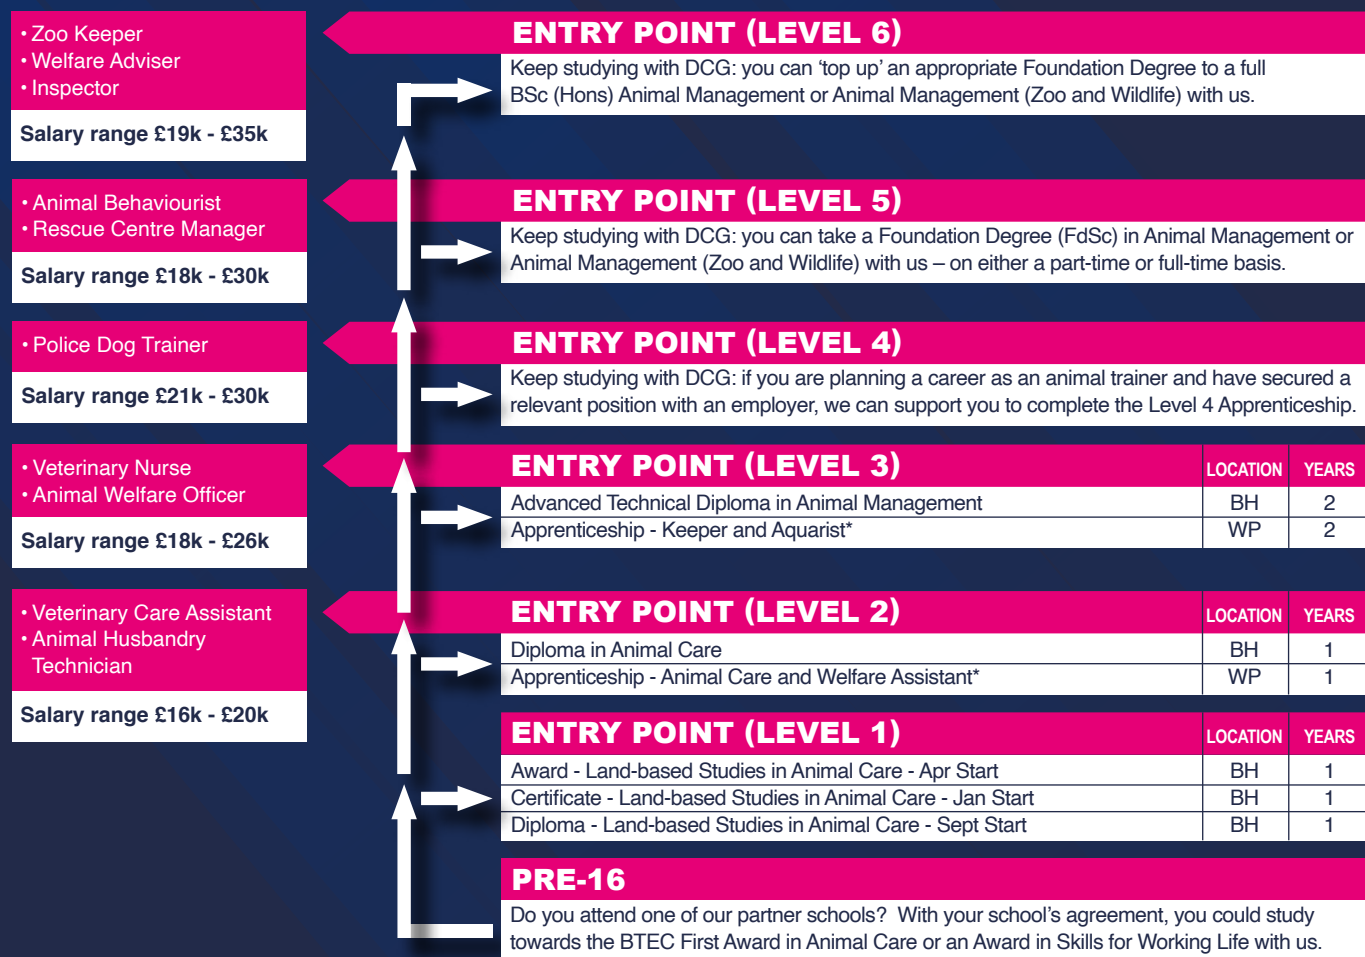 • Zoo Keeper
• Welfare Adviser
• Inspector
Salary range £19k - £35k
ENTRY POINT (LEVEL 6)
Keep studying with DCG: you can ‘top up’ an appropriate Foundation Degree to a full
BSc (Hons) Animal Management or Animal Management (Zoo and Wildlife) with us.
• Animal Behaviourist
• Rescue Centre Manager
Salary range £18k - £30k
ENTRY POINT (LEVEL 5)
Keep studying with DCG: you can take a Foundation Degree (FdSc) in Animal Management or
Animal Management (Zoo and Wildlife) with us – on either a part-time or full-time basis.
• Police Dog Trainer
Salary range £21k - £30k
ENTRY POINT (LEVEL 4)
Keep studying with DCG: if you are planning a career as an animal trainer and have secured a
relevant position with an employer, we can support you to complete the Level 4 Apprenticeship.
• Veterinary Nurse
• Animal Welfare Officer
Salary range £18k - £26k
ENTRY POINT (LEVEL 3) LOCATION YEARS
Advanced Technical Diploma in Animal Management BH 2
Apprenticeship - Keeper and Aquarist* WP 2
• Veterinary Care Assistant
• Animal Husbandry
Technician
Salary range £16k - £20k
ENTRY POINT (LEVEL 2) LOCATION YEARS
Diploma in Animal Care BH 1
Apprenticeship - Animal Care and Welfare Assistant* WP 1
ENTRY POINT (LEVEL 1) LOCATION YEARS
Award - Land-based Studies in Animal Care - Apr Start BH 1
Certificate - Land-based Studies in Animal Care - Jan Start BH 1
Diploma - Land-based Studies in Animal Care - Sept Start BH 1
PRE-16
Do you attend one of our partner schools? With your school’s agreement, you could study
towards the BTEC First Award in Animal Care or an Award in Skills for Working Life with us.